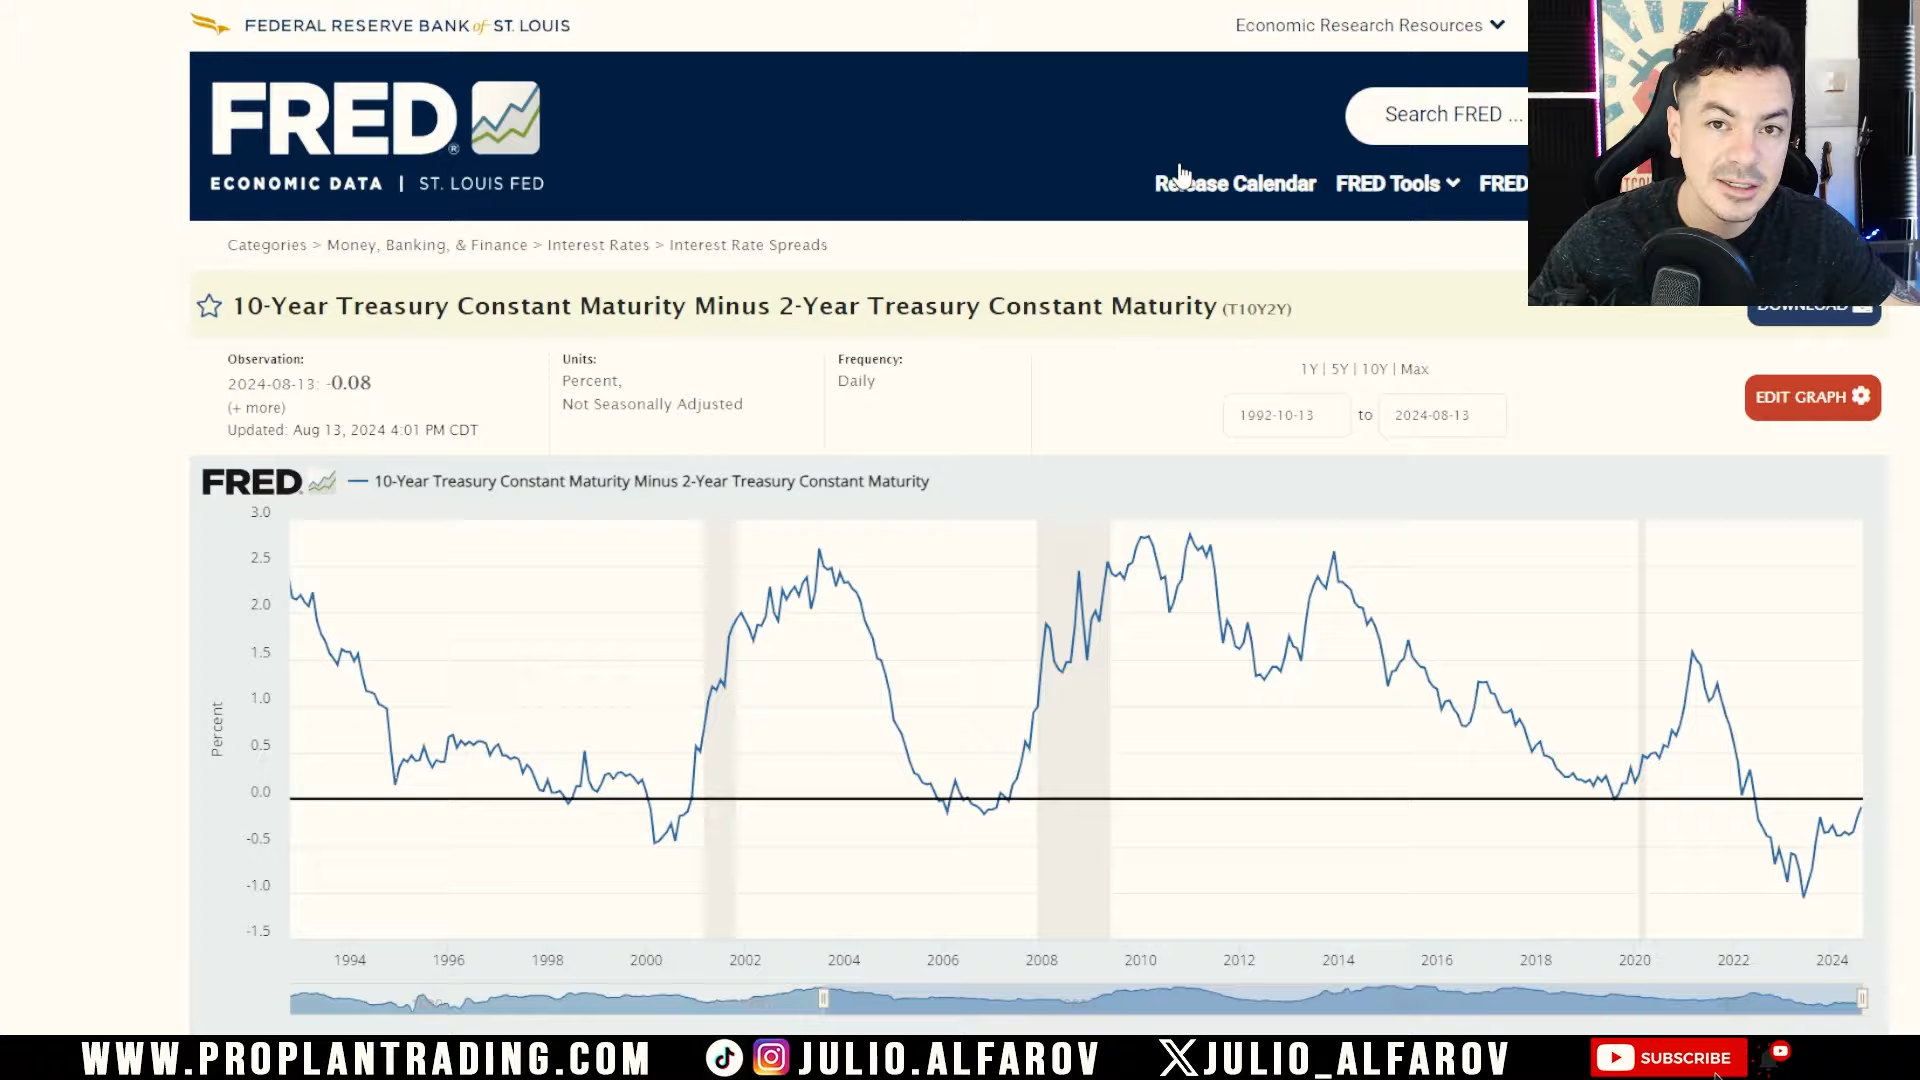 FEDERAL RESERVE BANK of ST. LOUIS
Economic Research Resources
FRED®
ECONOMIC DATA | ST. LOUIS FED
Search FRED ...
Release Calendar FRED Tools FRED
Categories > Money, Banking, & Finance > Interest Rates > Interest Rate Spreads
10-Year Treasury Constant Maturity Minus 2-Year Treasury Constant Maturity (T10Y2Y)
DOWNLOAD
Observation:
2024-08-13: -0.08
(+ more)
Updated: Aug 13, 2024 4:01 PM CDT
Units:
Percent,
Not Seasonally Adjusted
Frequency:
Daily
1Y | 5Y | 10Y | Max
1992-10-13 to 2024-08-13
EDIT GRAPH
FRED 10-Year Treasury Constant Maturity Minus 2-Year Treasury Constant Maturity
3.0
2.5
2.0
1.5
1.0
0.5
0.0
-0.5
-1.0
-1.5
Percent
1994 1996 1998 2000 2002 2004 2006 2008 2010 2012 2014 2016 2018 2020 2022 2024
WWW.PROPLANTRADING.COM JULIO.ALFAROV JULIO_ALFAROV SUBSCRIBE